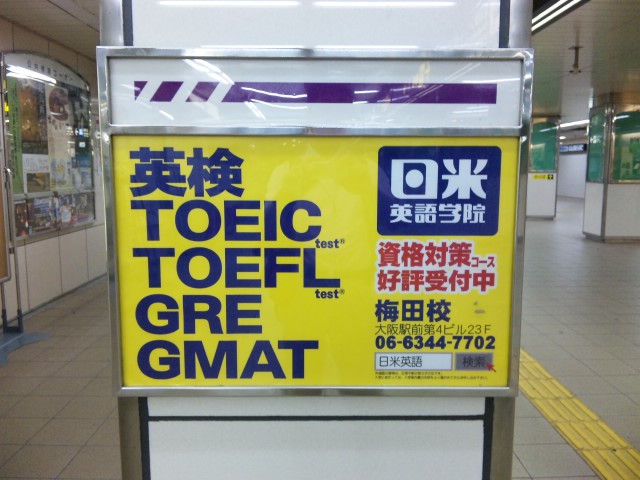 英検
TOEIC
test®
TOEFL
test®
GRE
GMAT
日米
英語学院
資格対策コース
好評受付中
梅田校
大阪駅前第4ビル23F
06-6344-7702
日米英語 検索